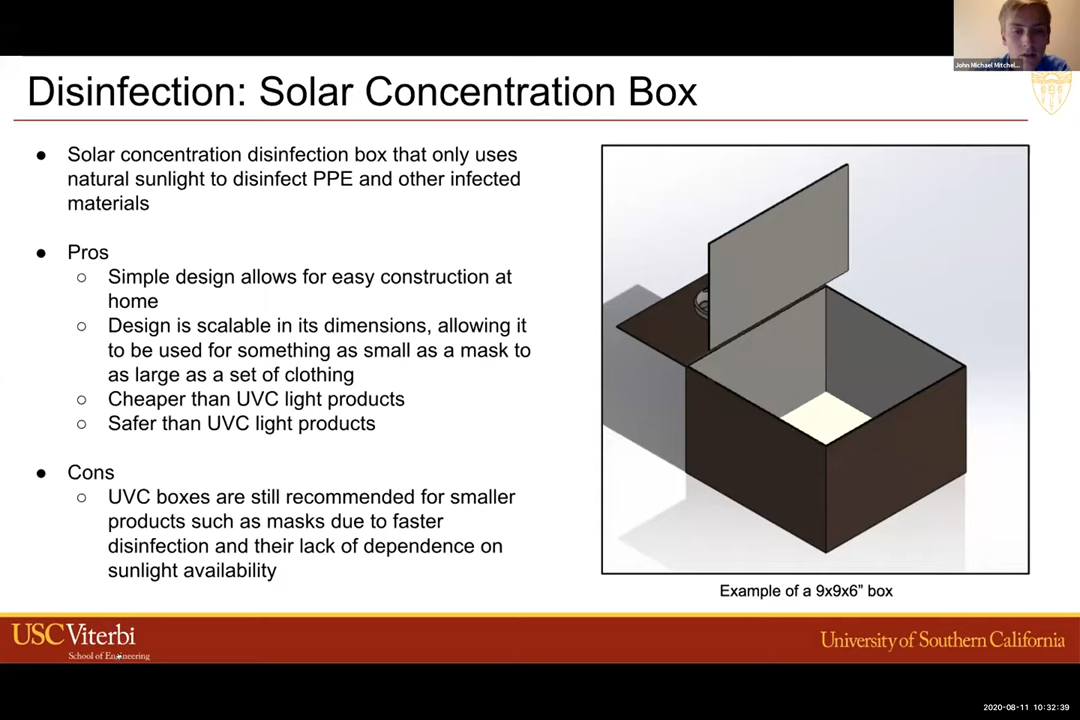 John Michael Mitchel...
Disinfection: Solar Concentration Box
● Solar concentration disinfection box that only uses
natural sunlight to disinfect PPE and other infected
materials
● Pros
○ Simple design allows for easy construction at
home
○ Design is scalable in its dimensions, allowing it
to be used for something as small as a mask to
as large as a set of clothing
○ Cheaper than UVC light products
○ Safer than UVC light products
● Cons
○ UVC boxes are still recommended for smaller
products such as masks due to faster
disinfection and their lack of dependence on
sunlight availability
Example of a 9x9x6” box
USC Viterbi
School of Engineering
University of Southern California
2020-08-11 10:32:39